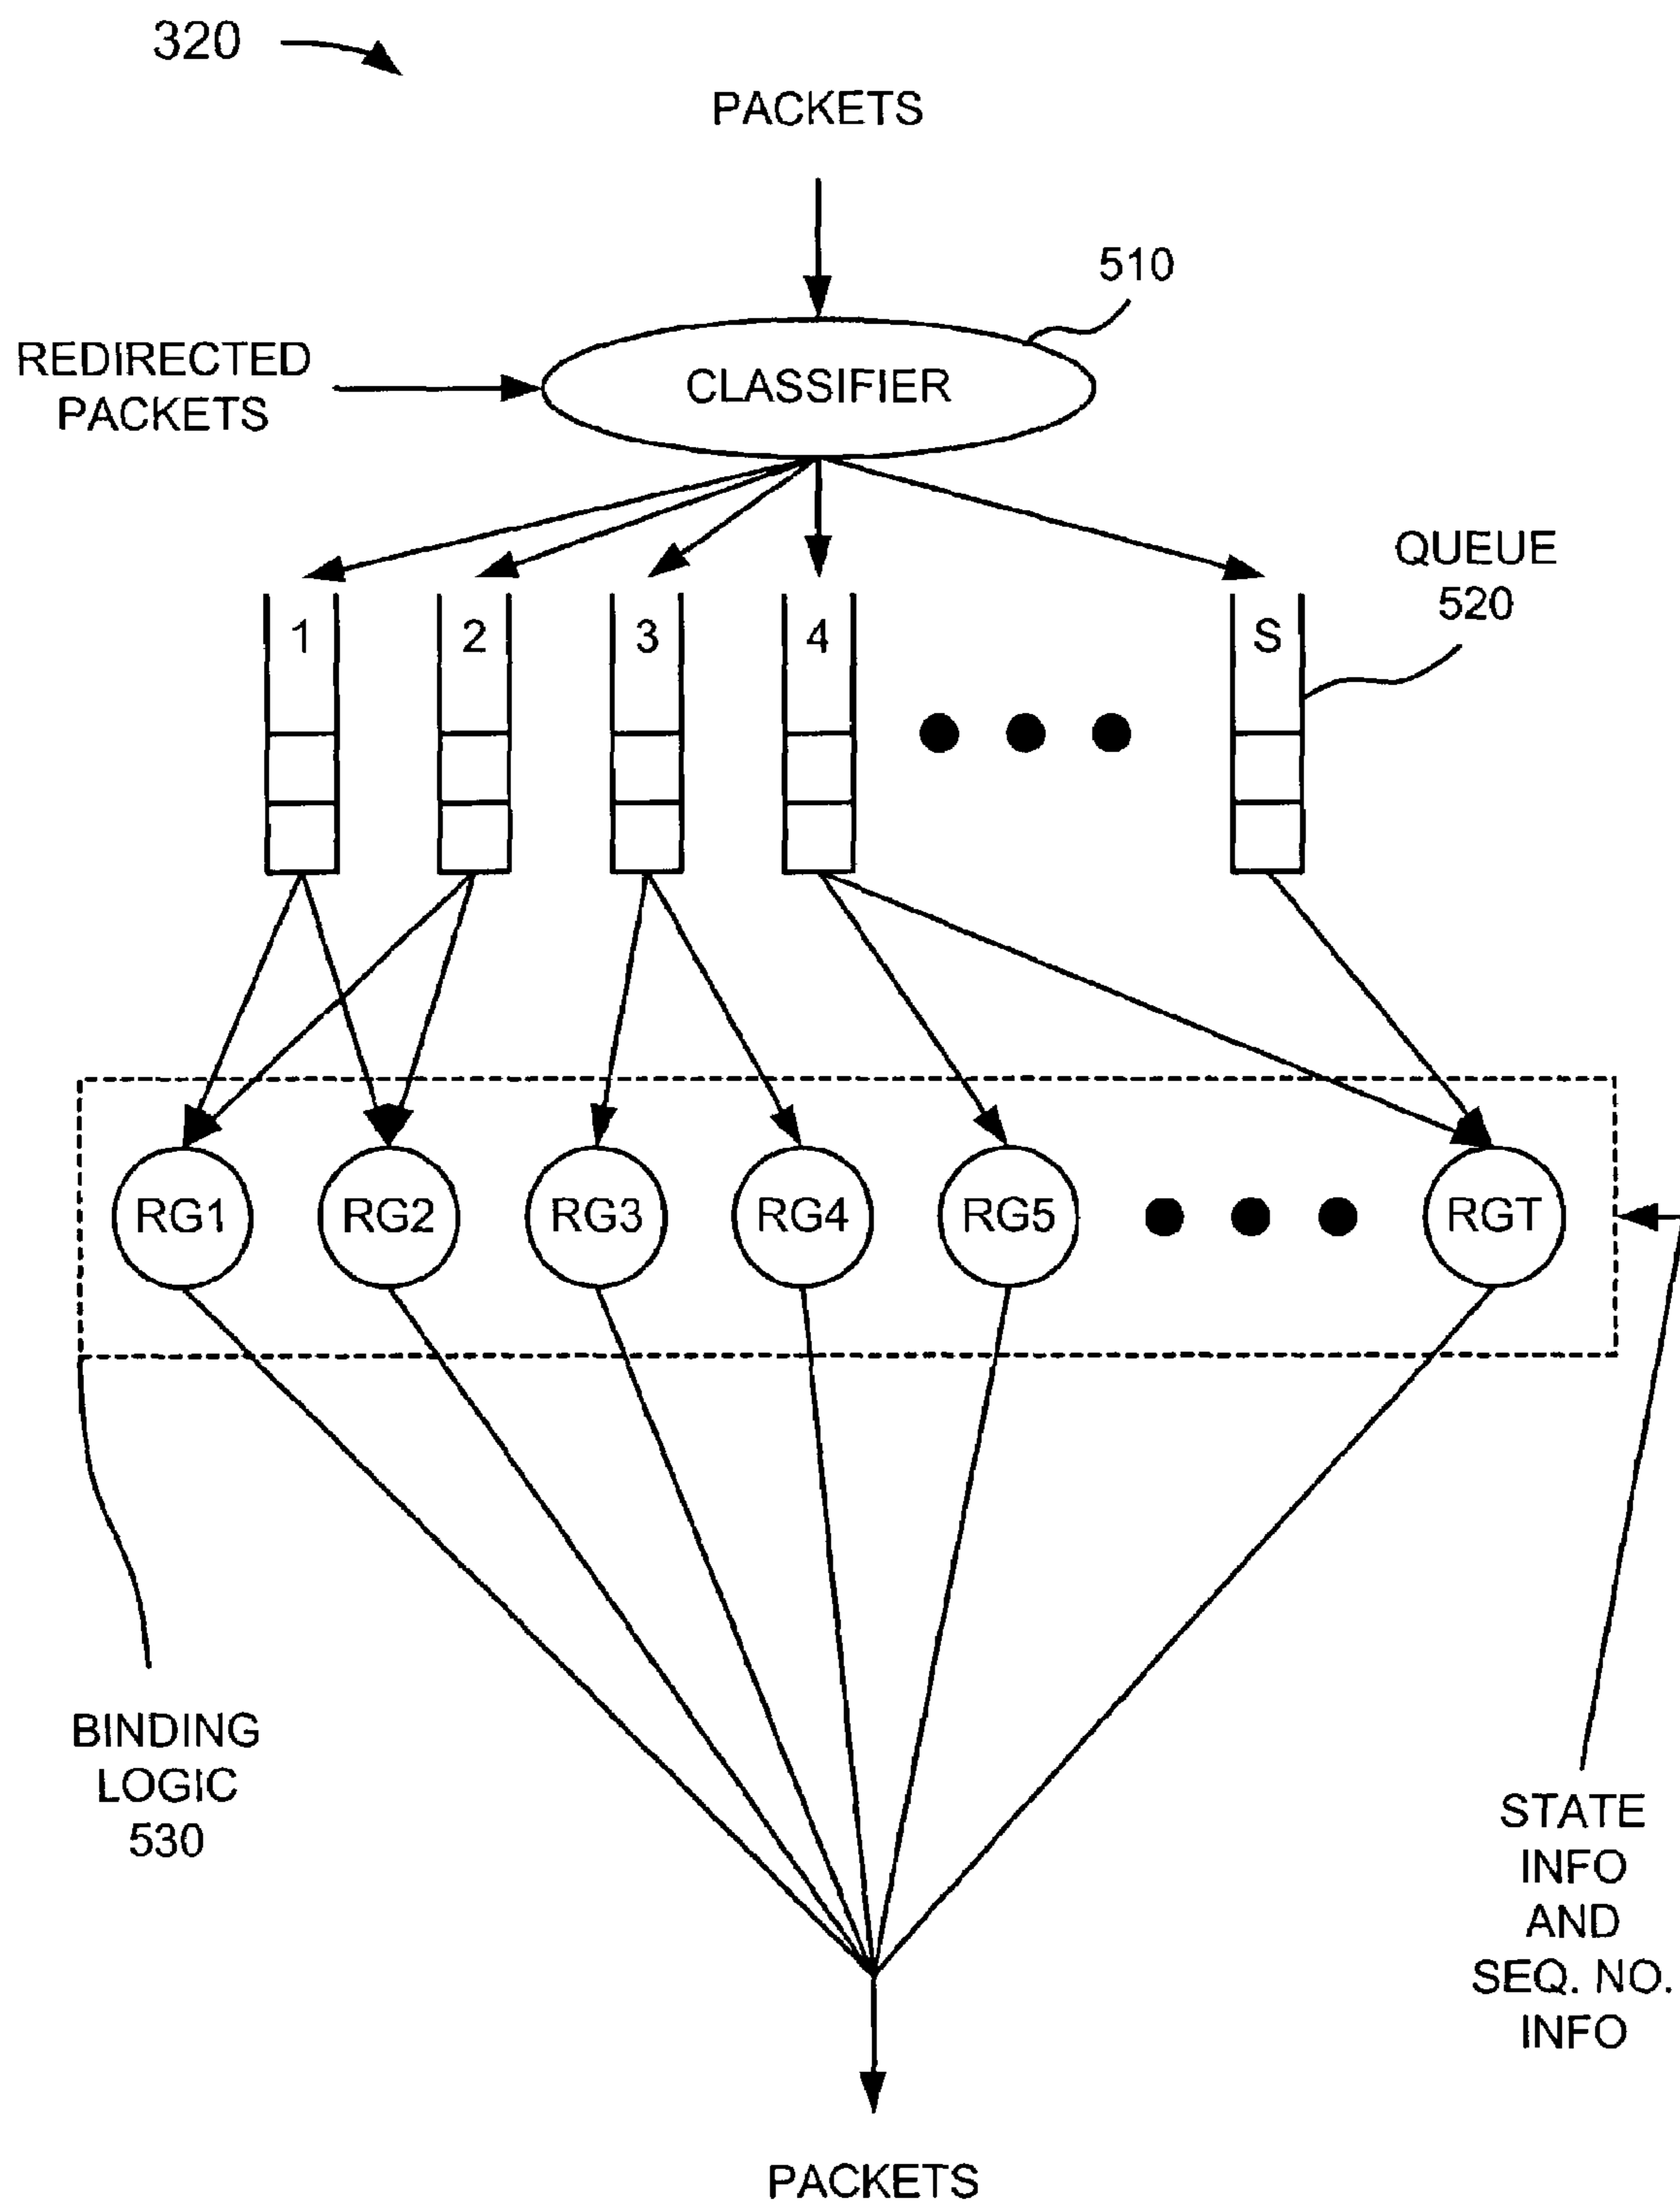 320
PACKETS
510
REDIRECTED
PACKETS
CLASSIFIER
QUEUE
520
1
2
3
4
S
RG1
RG2
RG3
RG4
RG5
RGT
BINDING
LOGIC
530
STATE
INFO
AND
SEQ. NO.
INFO
PACKETS